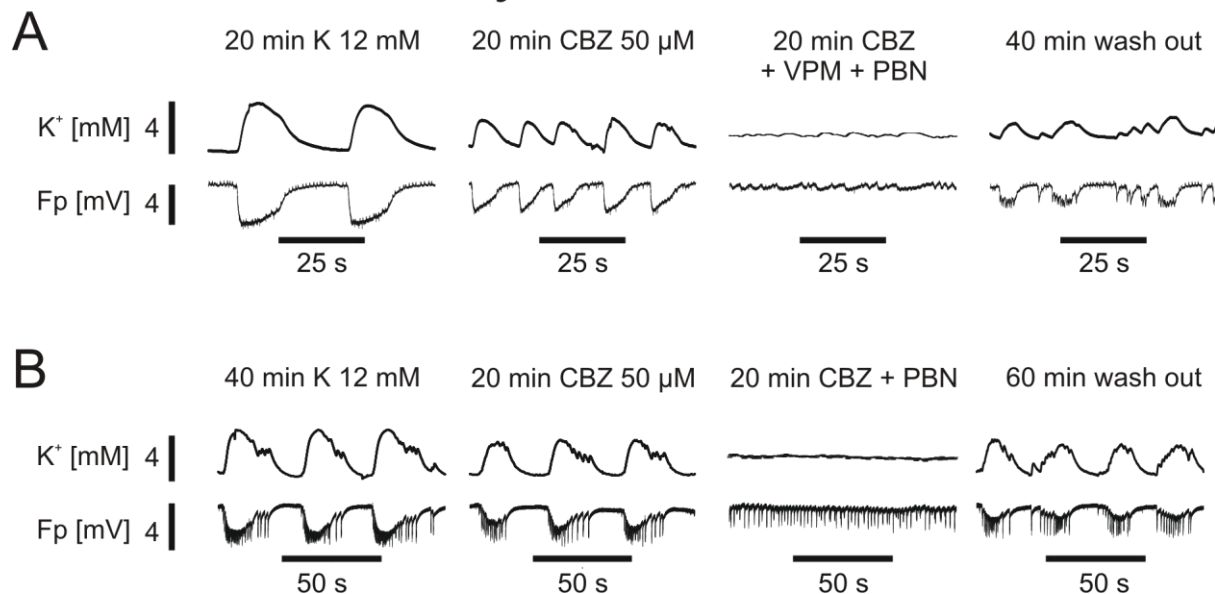 A
20 min K 12 mM
20 min CBZ 50 µM
20 min CBZ
+ VPM + PBN
40 min wash out
K⁺ [mM] 4
Fp [mV] 4
25 s
25 s
25 s
25 s
B
40 min K 12 mM
20 min CBZ 50 µM
20 min CBZ + PBN
60 min wash out
K⁺ [mM] 4
Fp [mV] 4
50 s
50 s
50 s
50 s